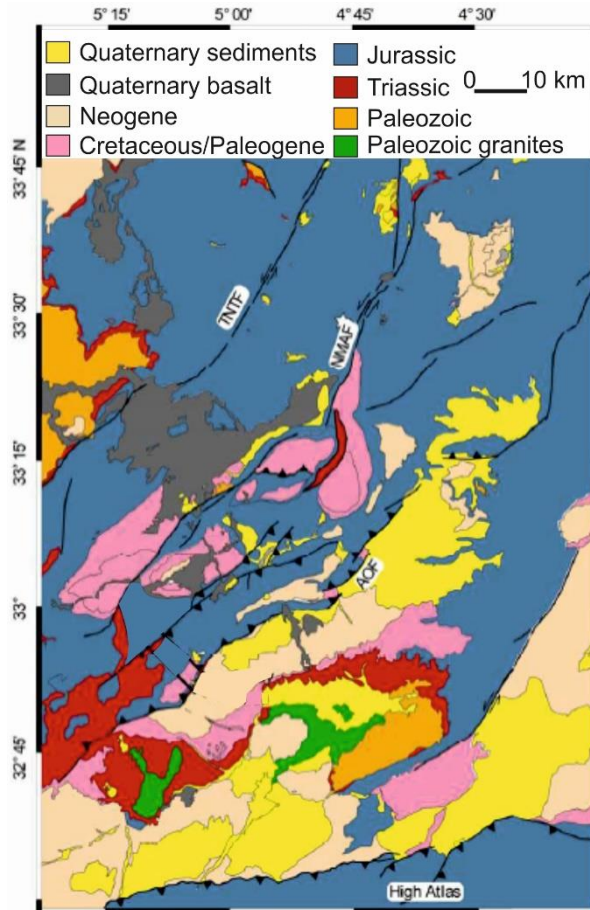 5°15' 5°00' 4°45' 4°30'
Quaternary sediments
Quaternary basalt
Neogene
Cretaceous/Paleogene
Jurassic
Triassic 0 10 km
Paleozoic
Paleozoic granites
33°45' N
33°30'
33°15'
33°
32°45'
TNTF
NMAF
AOF
High Atlas